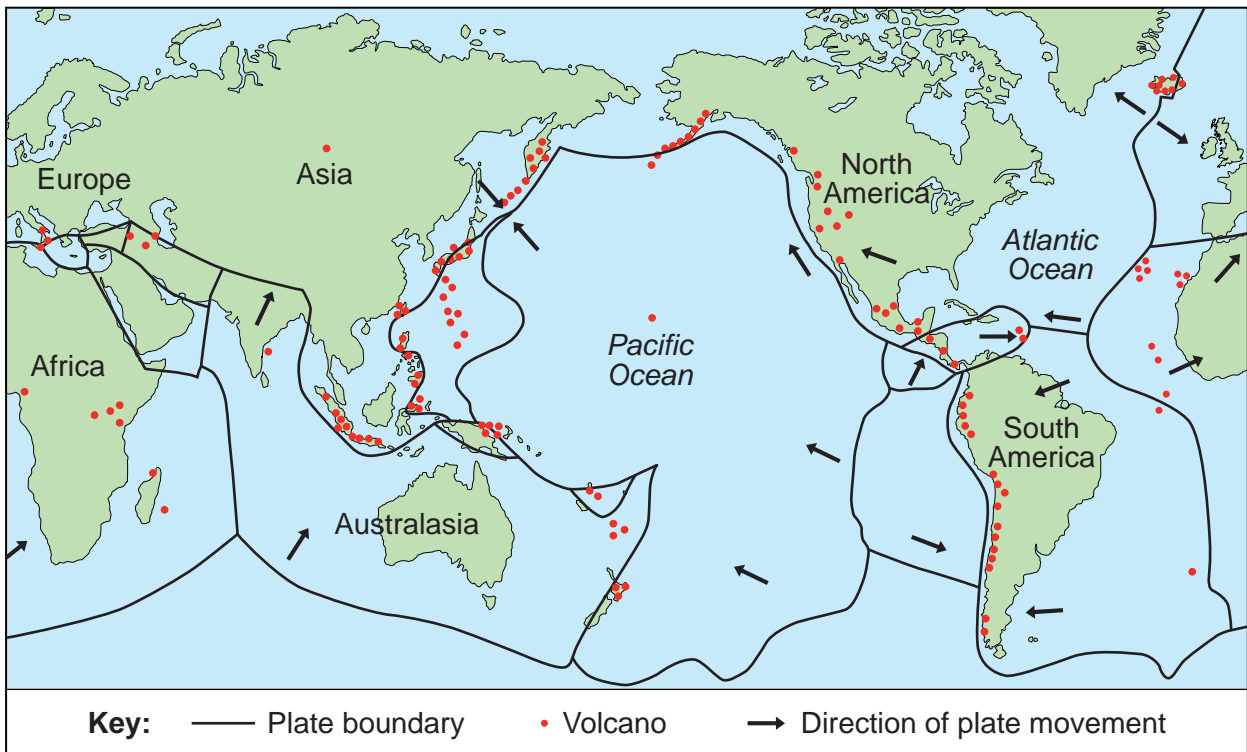 Europe
Asia
North
America
Atlantic
Ocean
Africa
Pacific
Ocean
South
America
Australasia
Key: Plate boundary Volcano Direction of plate movement